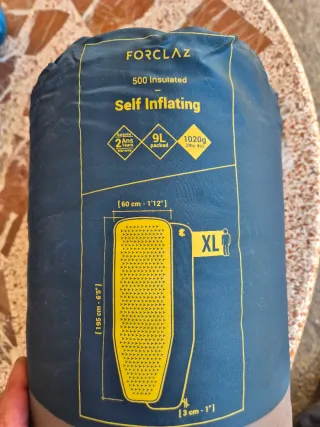 FORCLAZ
500 Insulated
Self Inflating
2 Ans
Years
9L
packed
1020g
[ 60 cm - 1'12" ]
XL
[ 195 cm - 6'5" ]
[ 3 cm - 1" ]